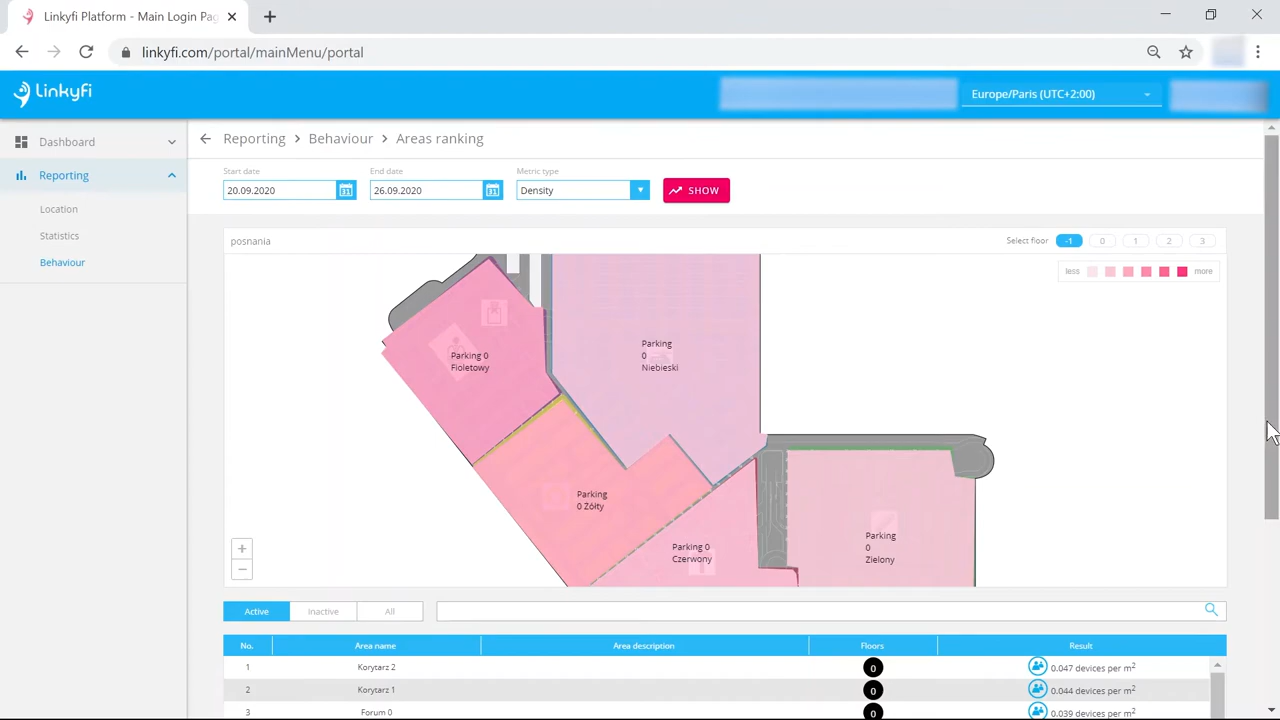 Linkyfi Platform - Main Login Pag
linkyfi.com/portal/mainMenu/portal
linkyfi
Europe/Paris (UTC+2:00)
Dashboard
Reporting
Location
Statistics
Behaviour
Reporting > Behaviour > Areas ranking
Start date
End date
Metric type
20.09.2020
31
26.09.2020
31
Density
SHOW
posnania
Select floor
-1
0
1
2
3
less
more
Parking 0
Fioletowy
Parking
0
Niebieski
Parking
0 Żółty
Parking 0
Czerwony
Parking
0
Zielony
+
−
Active
Inactive
All
No.
Area name
Area description
Floors
Result
1
Korytarz 2
0
0.047 devices per m²
2
Korytarz 1
0
0.044 devices per m²
3
Forum 0
0
0.039 devices per m²